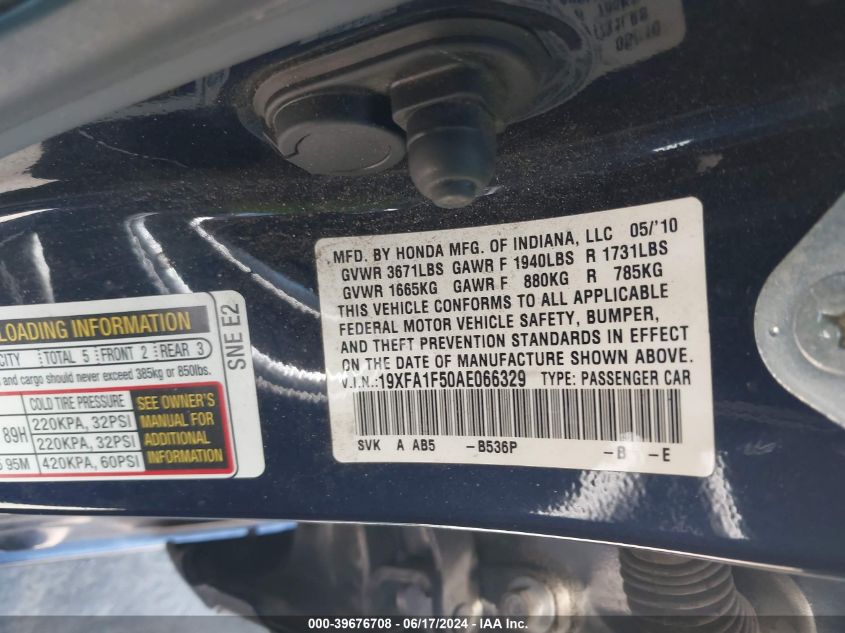 MFD. BY HONDA MFG. OF INDIANA, LLC 05/'10
GVWR 3671LBS GAWR F 1940LBS R 1731LBS
GVWR 1665KG GAWR F 880KG R 785KG
THIS VEHICLE CONFORMS TO ALL APPLICABLE
FEDERAL MOTOR VEHICLE SAFETY, BUMPER,
AND THEFT PREVENTION STANDARDS IN EFFECT
ON THE DATE OF MANUFACTURE SHOWN ABOVE.
V.I.N.:19XFA1F50AE066329 TYPE: PASSENGER CAR
SVK A AB5 -B536P -B -E
LOADING INFORMATION
CITY TOTAL 5 FRONT 2 REAR 3
and cargo should never exceed 385kg or 850lbs.
COLD TIRE PRESSURE SEE OWNER'S
89H 220KPA, 32PSI MANUAL FOR
220KPA, 32PSI ADDITIONAL
95M 420KPA, 60PSI INFORMATION
SNE E2
000-39676708 - 06/17/2024 - IAA Inc.